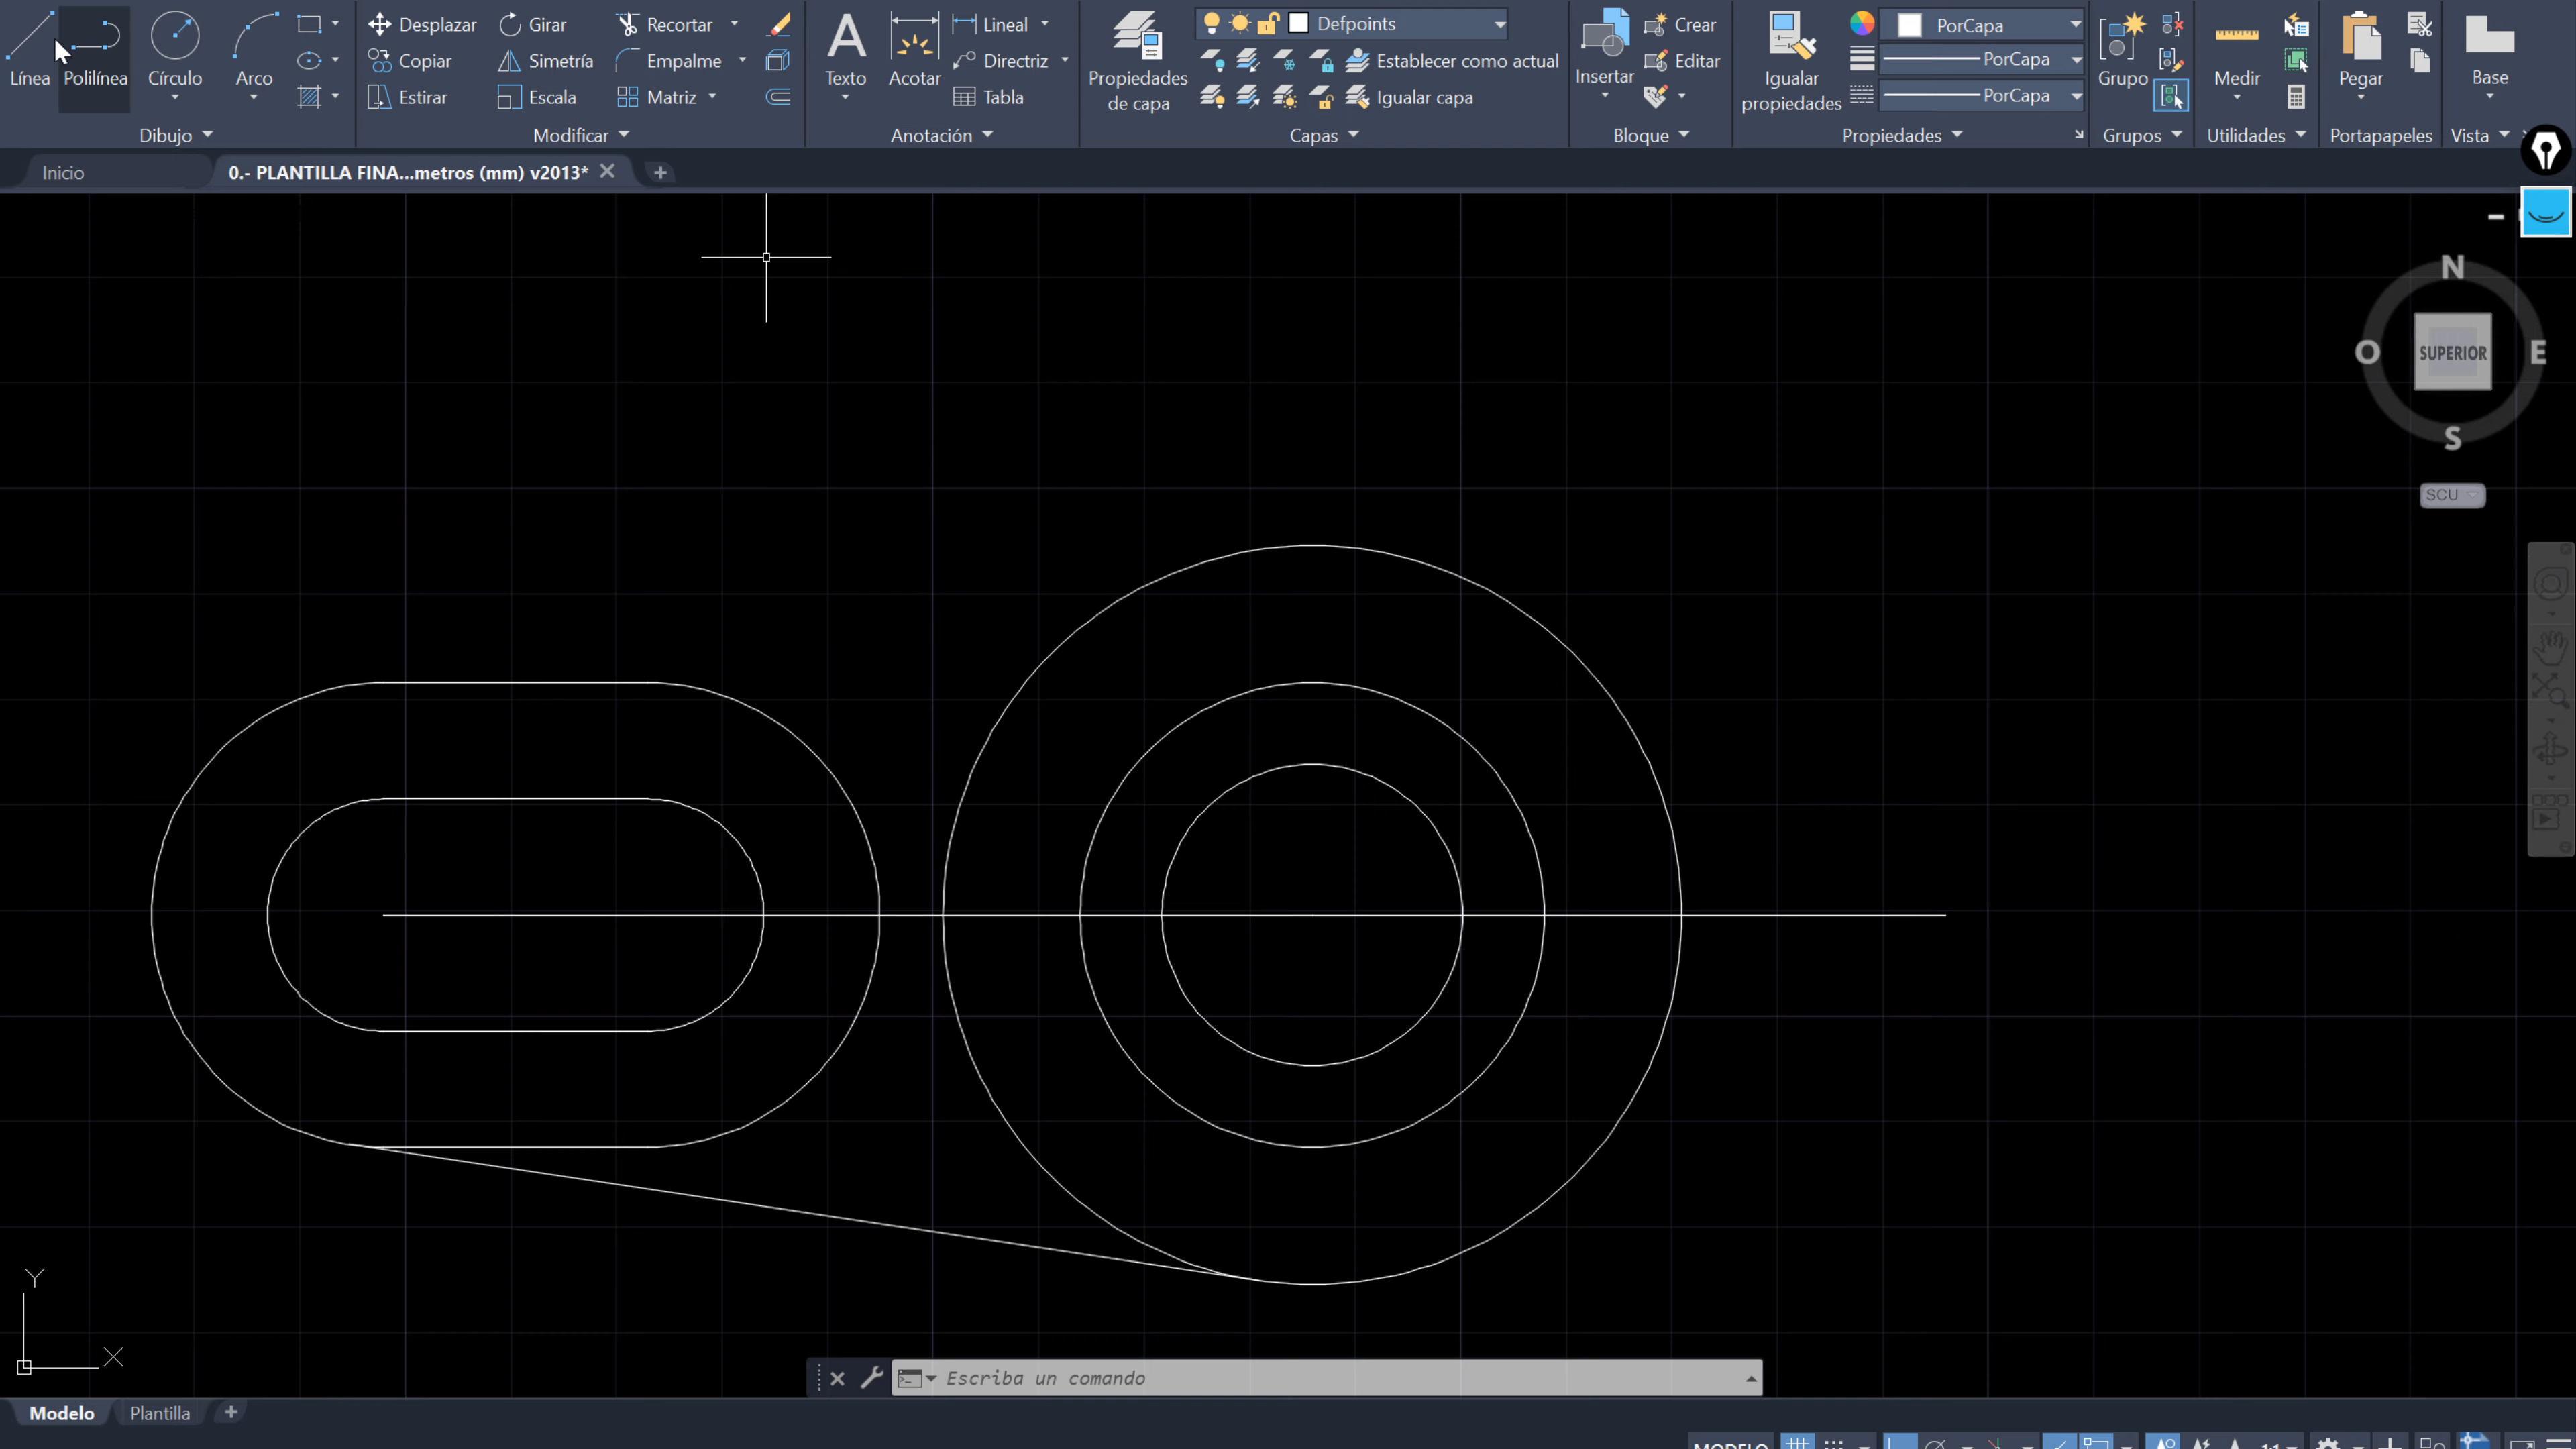 Línea
Polilínea
Círculo
Arco
Dibujo
Desplazar
Girar
Recortar
Copiar
Simetría
Empalme
Estirar
Escala
Matriz
Modificar
A
Texto
Acotar
Lineal
Directriz
Tabla
Anotación
Propiedades
de capa
Defpoints
Establecer como actual
Igualar capa
Capas
Insertar
Crear
Editar
Bloque
Igualar
propiedades
PorCapa
PorCapa
PorCapa
Propiedades
Grupo
Grupos
Medir
Utilidades
Pegar
Portapapeles
Base
Vista
Inicio
0.- PLANTILLA FINA...metros (mm) v2013*
N
O
SUPERIOR
E
S
SCU
Y
X
Escriba un comando
Modelo
Plantilla
MODELO
1:1